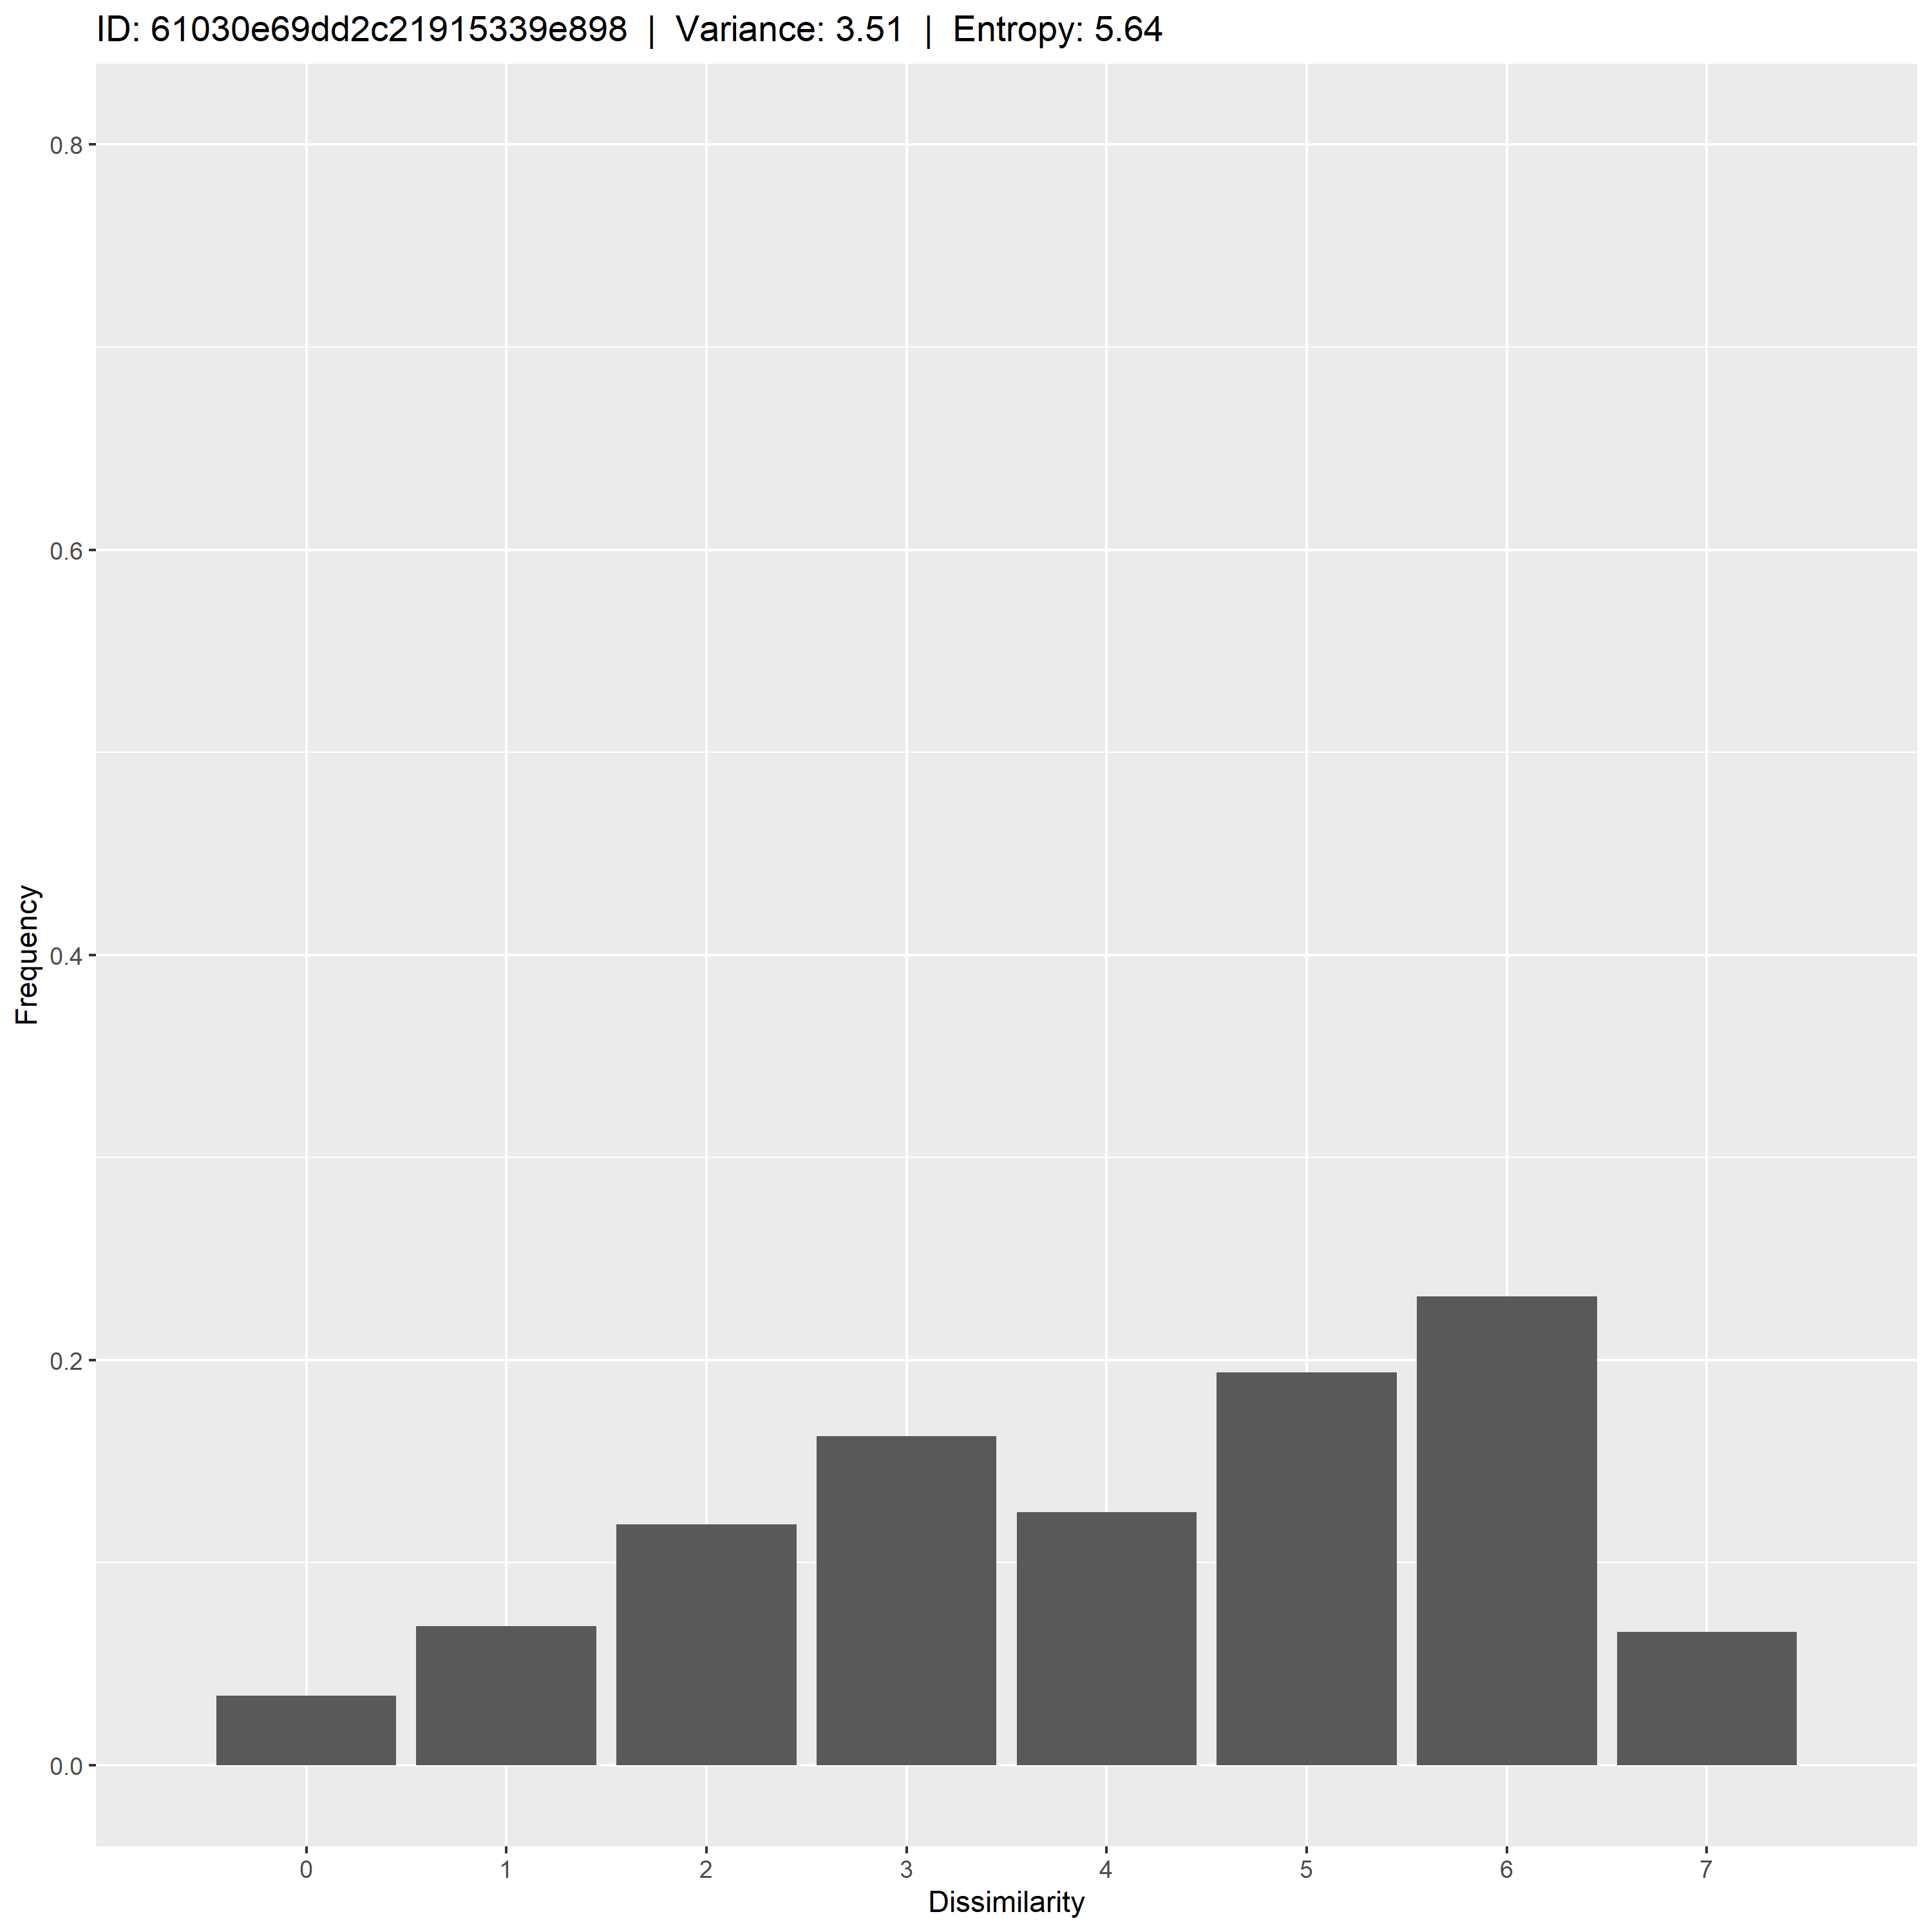 ID: 61030e69dd2c21915339e898 | Variance: 3.51 | Entropy: 5.64
Frequency
0.8
0.6
0.4
0.2
0.0
0 1 2 3 4 5 6 7
Dissimilarity